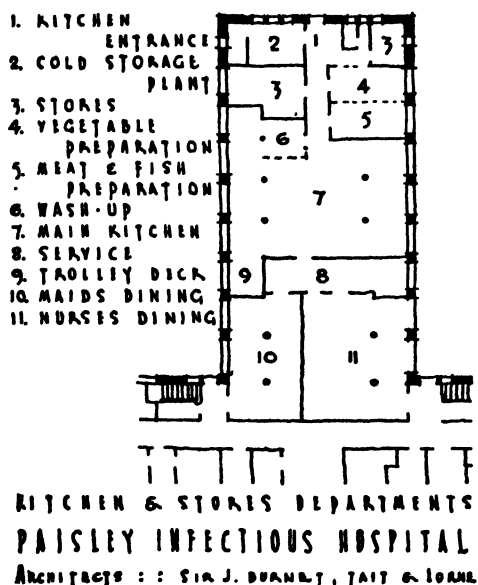 1. KITCHEN
ENTRANCE
2. COLD STORAGE
PLANT
3. STORES
4. VEGETABLE
PREPARATION
5. MEAT & FISH
PREPARATION
6. WASH-UP
7. MAIN KITCHEN
8. SERVICE
9. TROLLEY DECK
10. MAIDS DINING
11. NURSES DINING
2 1 3
3 4
5
6
7
9 8
10 11
KITCHEN & STORES DEPARTMENTS
PAISLEY INFECTIOUS HOSPITAL
ARCHITECTS : : SIR J. BURNET, TAIT & LORNE